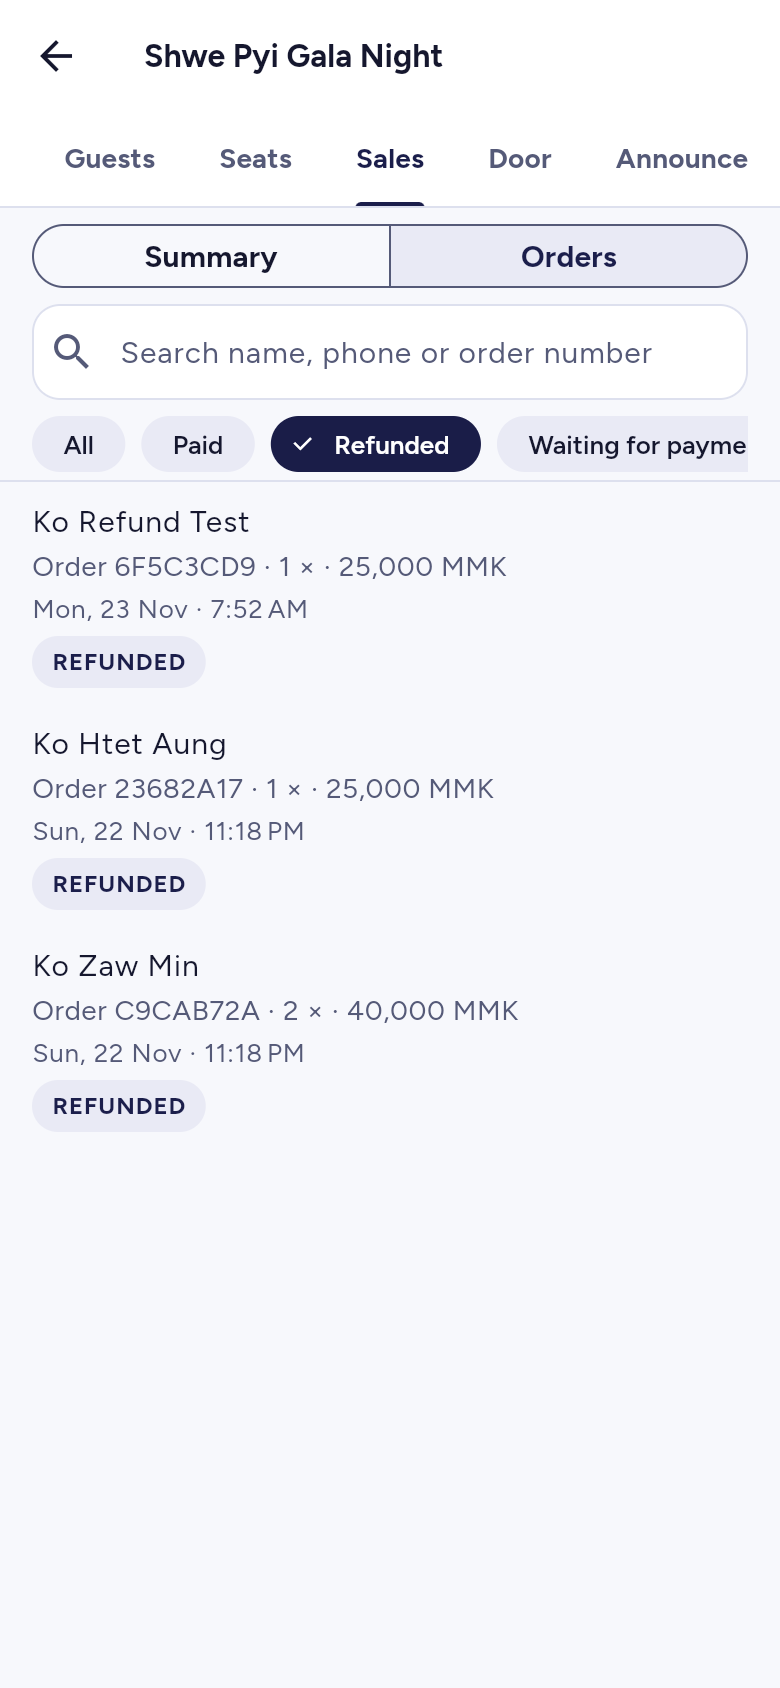 Shwe Pyi Gala Night
Guests Seats Sales Door Announce
Summary Orders
Search name, phone or order number
All Paid Refunded Waiting for payme
Ko Refund Test
Order 6F5C3CD9 · 1 × · 25,000 MMK
Mon, 23 Nov · 7:52 AM
REFUNDED
Ko Htet Aung
Order 23682A17 · 1 × · 25,000 MMK
Sun, 22 Nov · 11:18 PM
REFUNDED
Ko Zaw Min
Order C9CAB72A · 2 × · 40,000 MMK
Sun, 22 Nov · 11:18 PM
REFUNDED